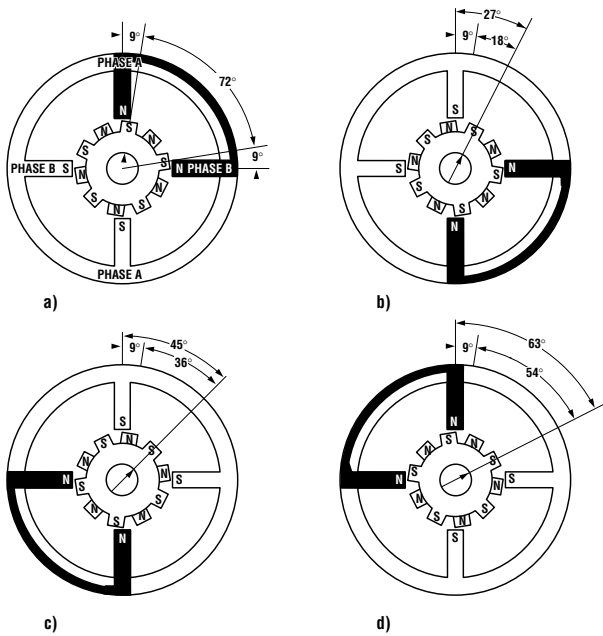 9°
72°
9°
PHASE A
N
N S N
S S
PHASE B S
N PHASE B
N N
S S
N
S
PHASE A
a)
27°
9° 18°
S
N S
S N
S N
N S
S N
N S
N
b)
45°
9° 36°
S
S N S
N N
N S
S S
N N
S
N
c)
63°
9° 54°
N
S N
N S
N S
S N
N S
S N
S
d)